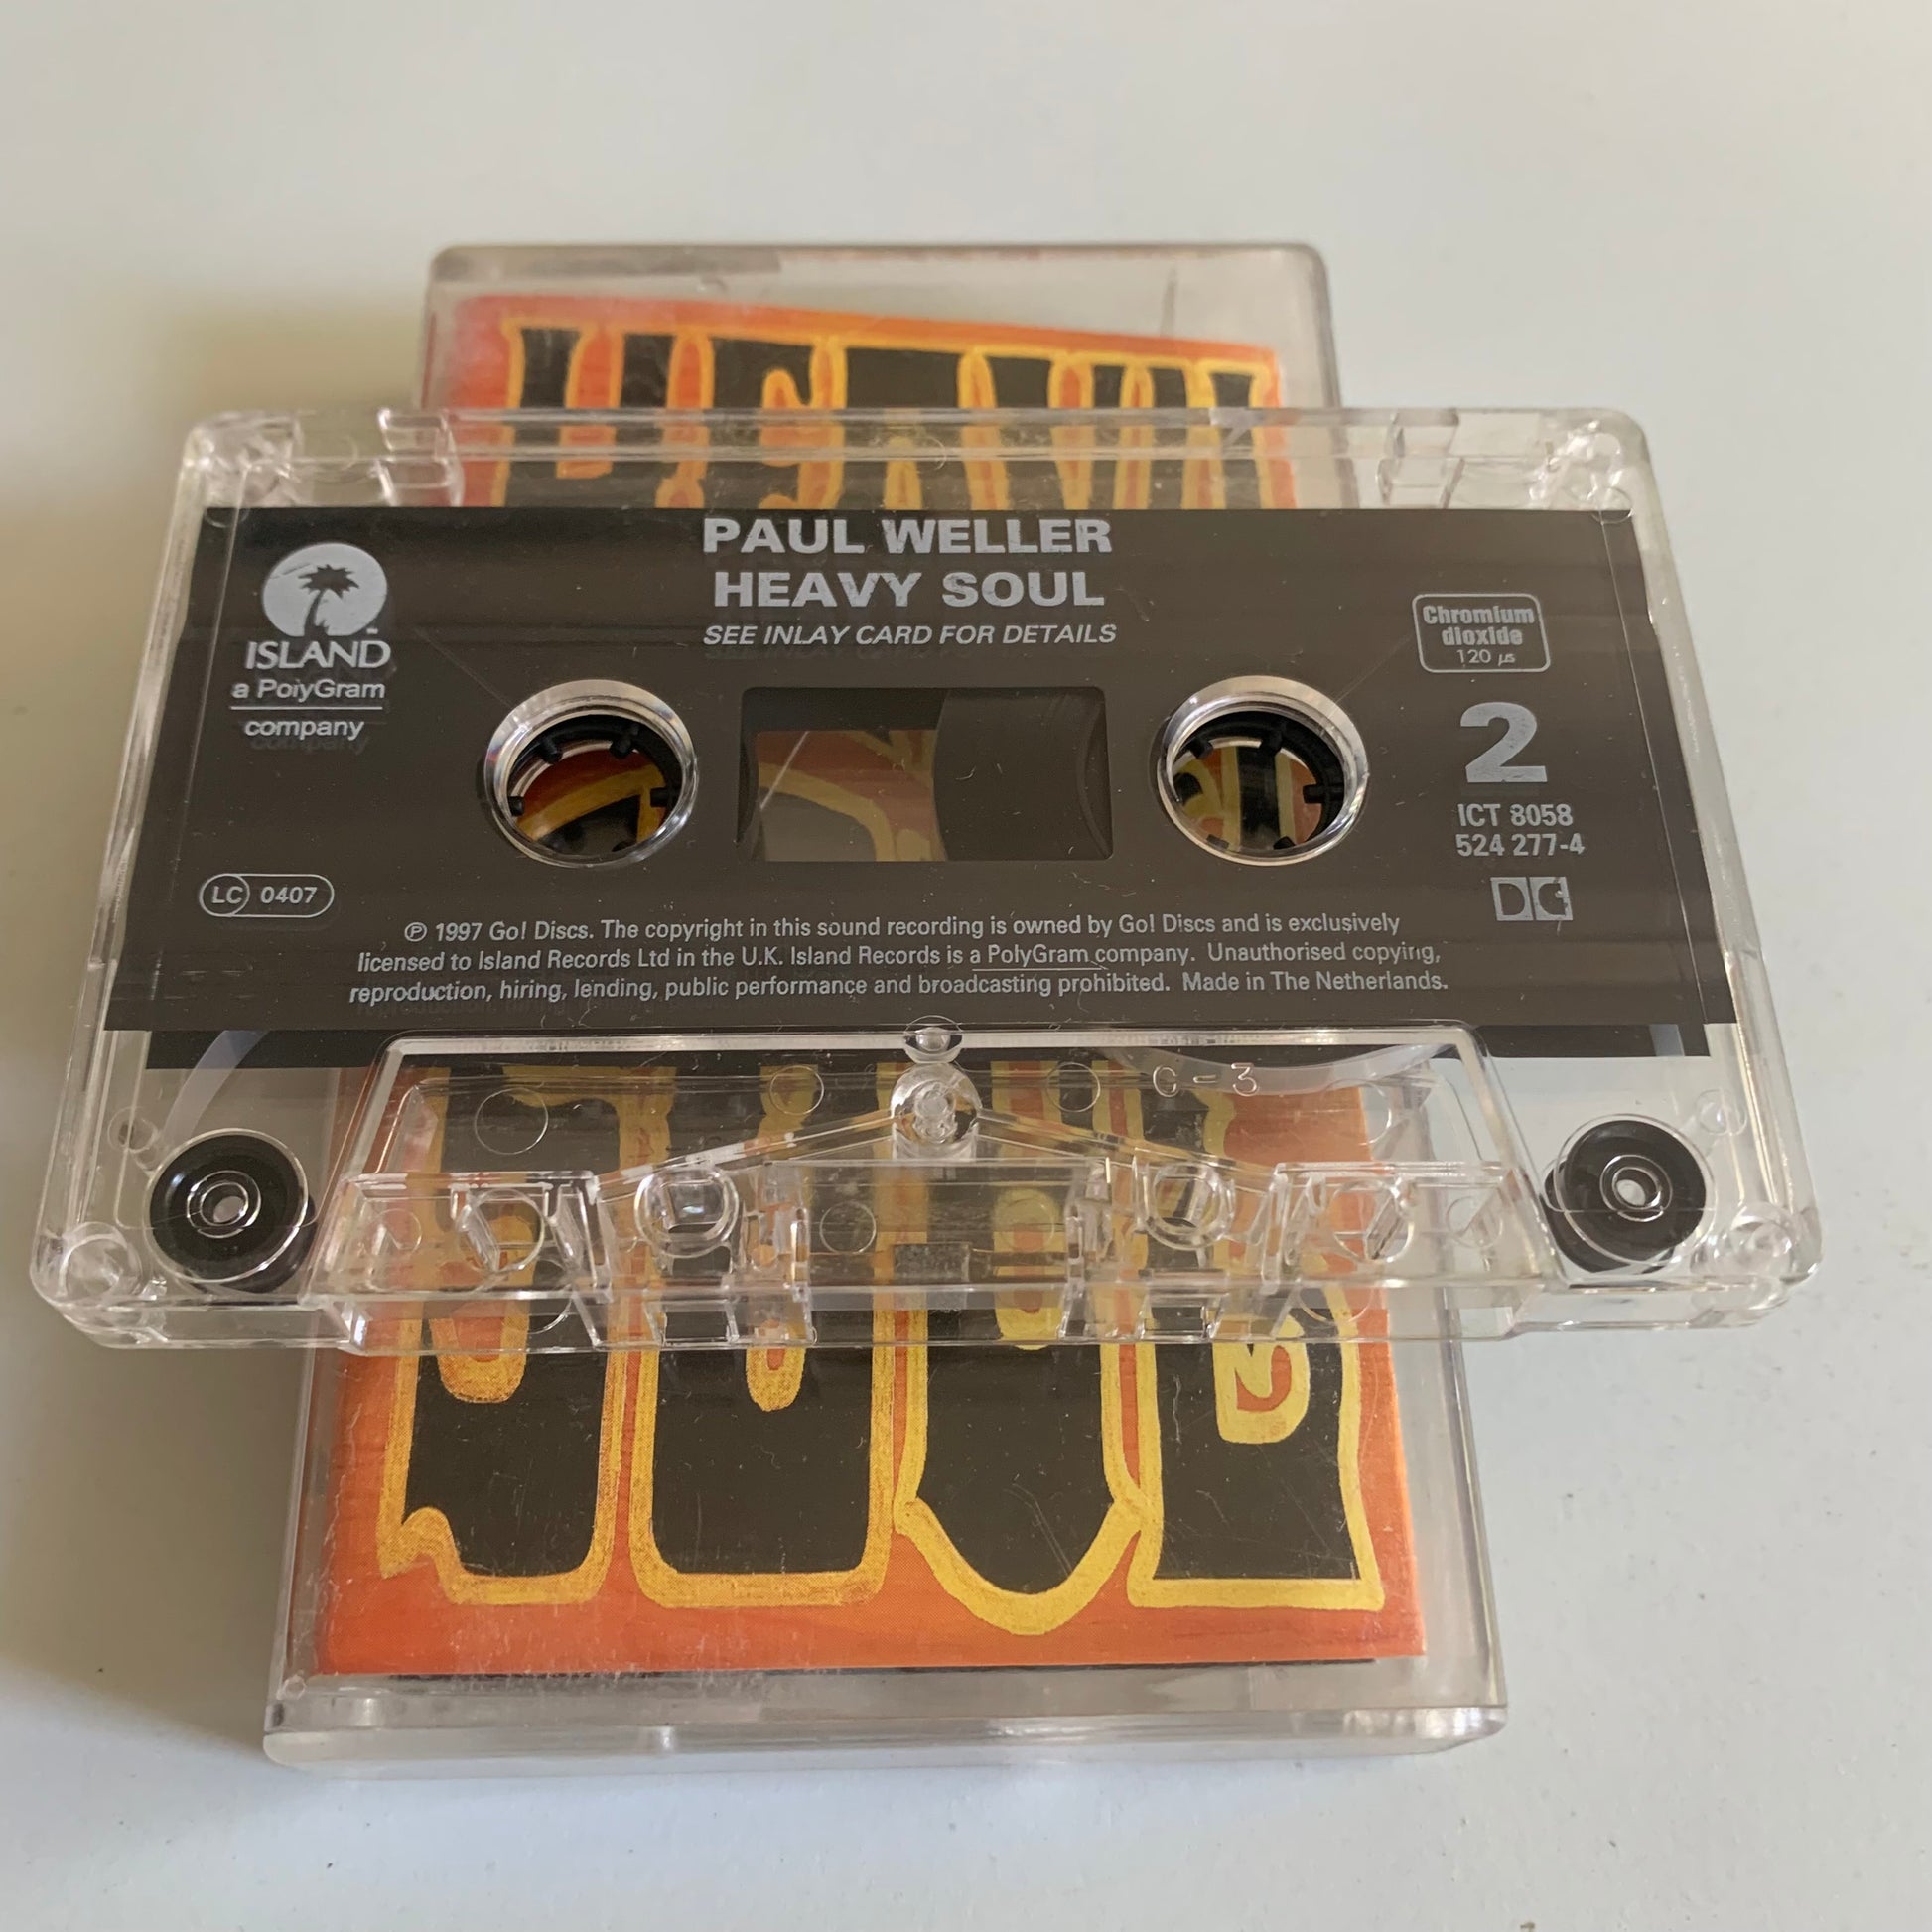 HEAVY
PAUL WELLER
HEAVY SOUL
SEE INLAY CARD FOR DETAILS
ISLAND™
a PolyGram
company
Chromium
dioxide
120 µs
2
ICT 8058
524 277-4
LC 0407
℗ 1997 Go! Discs. The copyright in this sound recording is owned by Go! Discs and is exclusively
licensed to Island Records Ltd in the U.K. Island Records is a PolyGram company. Unauthorised copying,
reproduction, hiring, lending, public performance and broadcasting prohibited. Made in The Netherlands.
C-3
SOUL